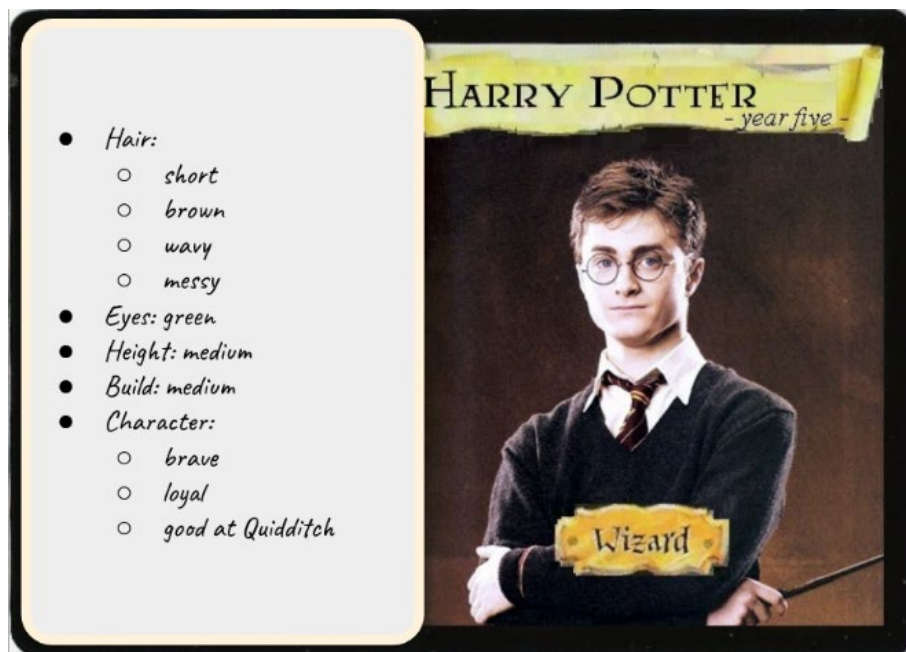 Hair:
short
brown
wavy
messy
Eyes: green
Height: medium
Build: medium
Character:
brave
loyal
good at Quidditch
HARRY POTTER
- year five -
Wizard